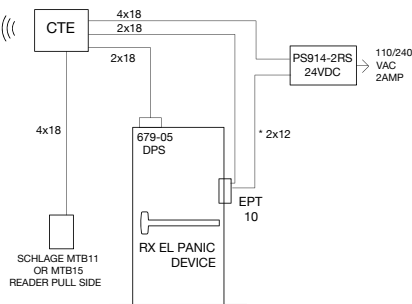 4x18
CTE
2x18
2x18
PS914-2RS
24VDC
110/240
VAC
2AMP
679-05
DPS
4x18
* 2x12
EPT
10
RX EL PANIC
DEVICE
SCHLAGE MTB11
OR MTB15
READER PULL SIDE